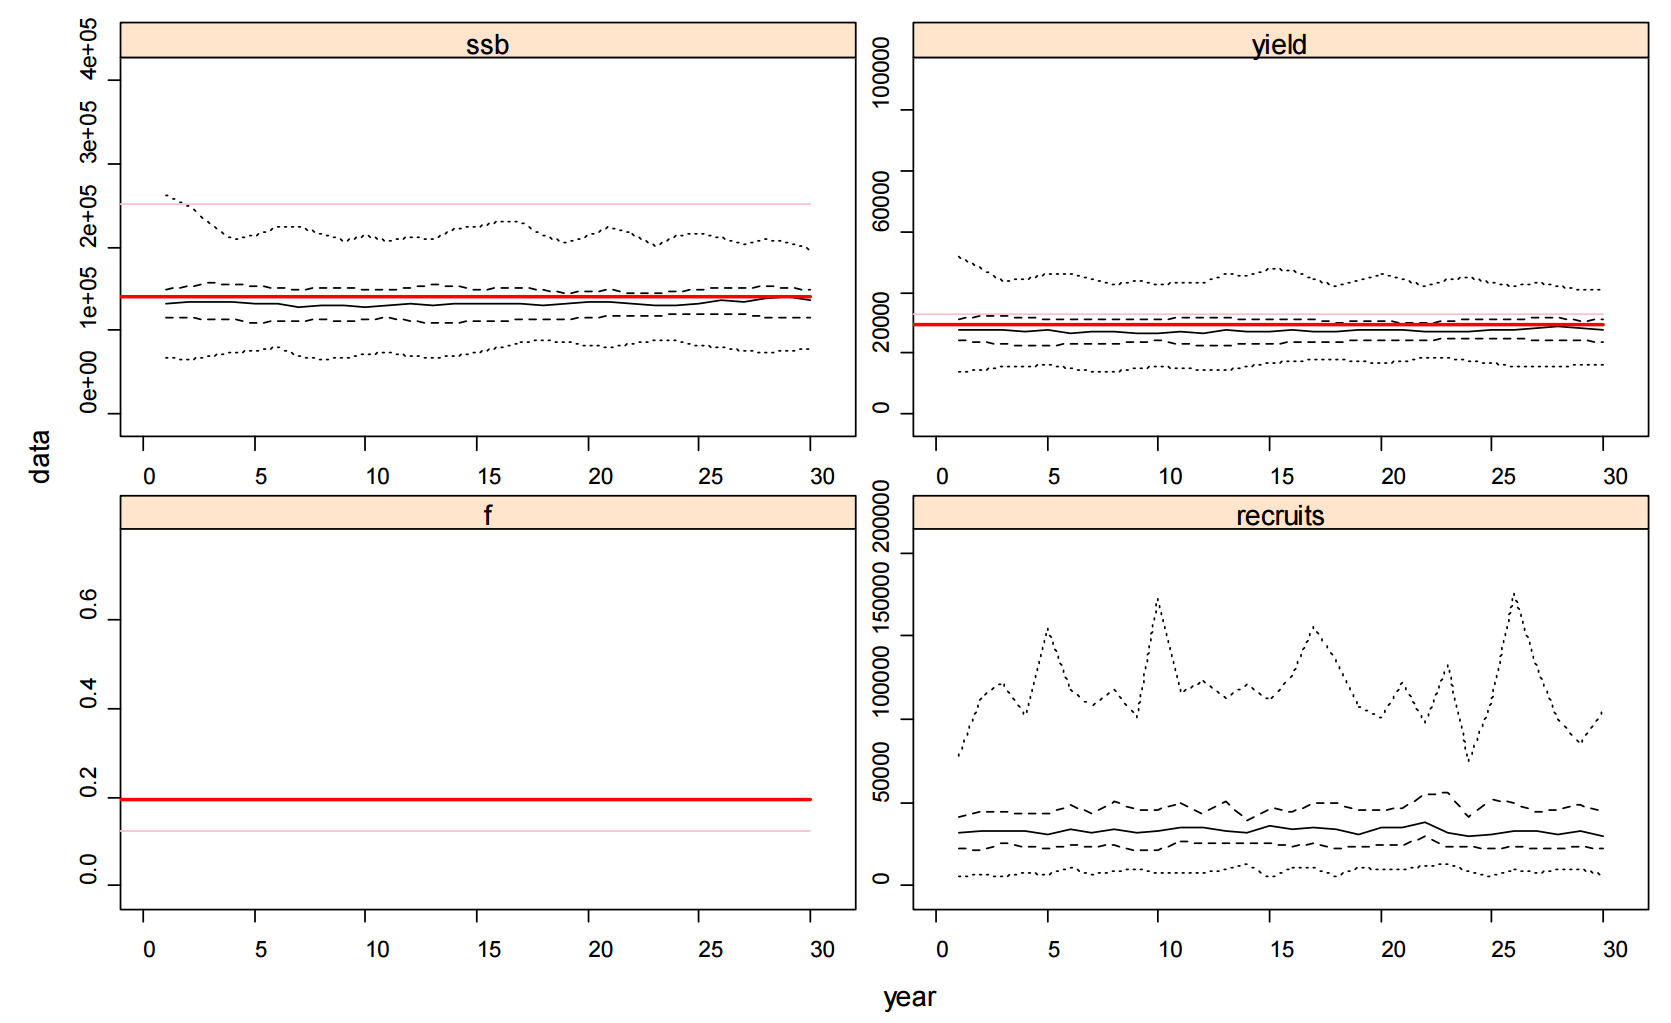 ssb
4e+05
3e+05
2e+05
1e+05
0e+00
0 5 10 15 20 25 30
yield
100000
60000
20000
0
0 5 10 15 20 25 30
data
f
0.6
0.4
0.2
0.0
0 5 10 15 20 25 30
recruits
200000
150000
100000
50000
0
0 5 10 15 20 25 30
year